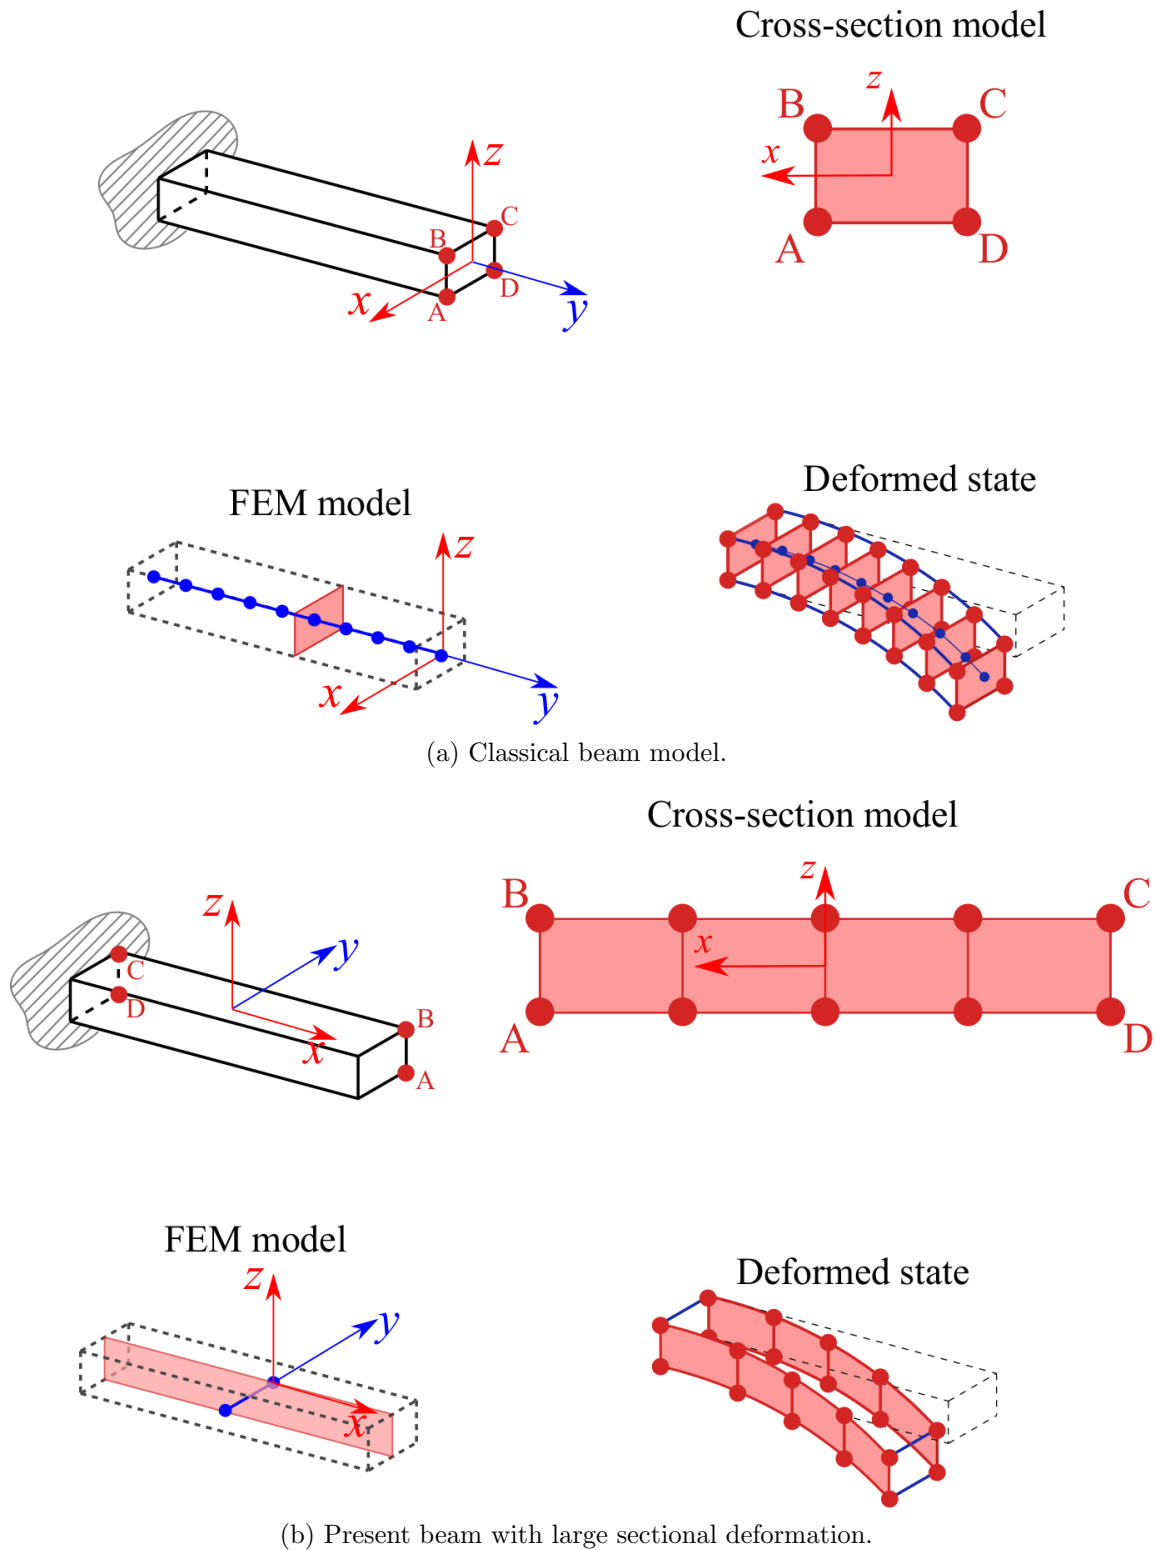 Cross-section model
z
B
C
x
A
D
z
C
B
D
x
A
y
FEM model
z
x
y
Deformed state
(a) Classical beam model.
Cross-section model
z
B
C
x
A
D
z
y
C
D
B
x
A
FEM model
z
y
x
Deformed state
(b) Present beam with large sectional deformation.